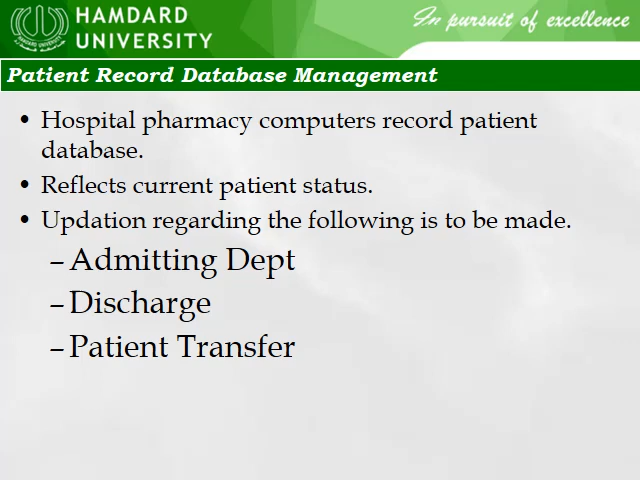 HAMDARD
UNIVERSITY
In pursuit of excellence
Patient Record Database Management
• Hospital pharmacy computers record patient
database.
• Reflects current patient status.
• Updation regarding the following is to be made.
– Admitting Dept
– Discharge
– Patient Transfer